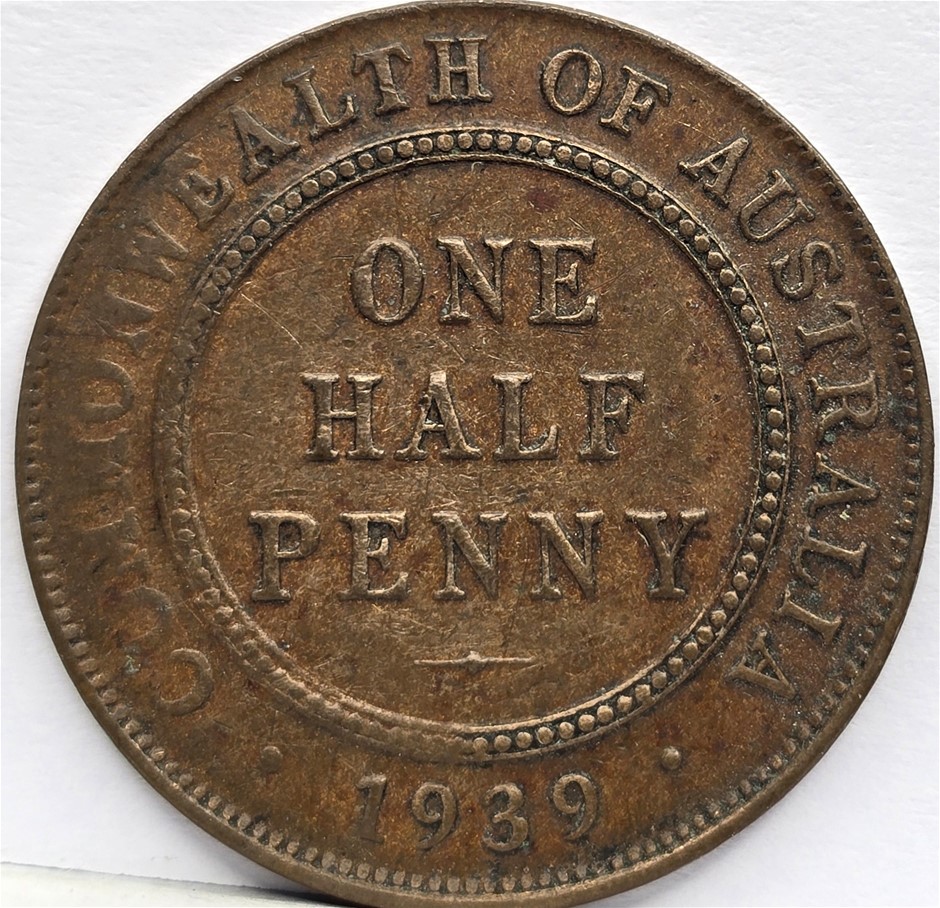 COMMONWEALTH OF AUSTRALIA
ONE
HALF
PENNY
· 1939 ·